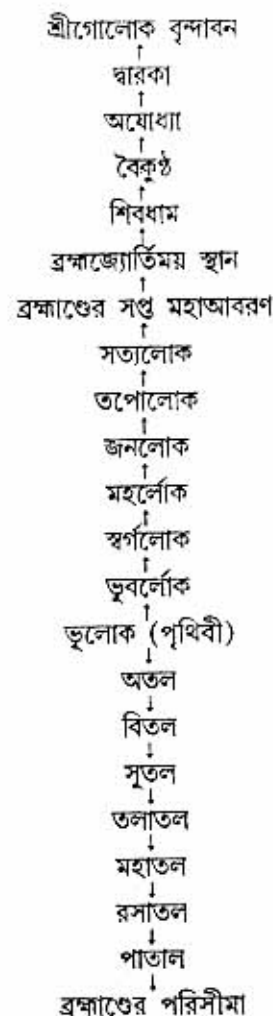 শ্রীগোলোক বৃন্দাবন
↑
দ্বারকা
↑
অযোধ্যা
↑
বৈকুণ্ঠ
↑
শিবধাম
↑
ব্রহ্মজ্যোর্তিময় স্থান
↑
ব্রহ্মাণ্ডের সপ্ত মহাআবরণ
↑
সত্যলোক
↑
তপোলোক
↑
জনলোক
↑
মহর্লোক
↑
স্বর্গলোক
↑
ভুবর্লোক
↑
ভূলোক (পৃথিবী)
↓
অতল
↓
বিতল
↓
সূতল
↓
তলাতল
↓
মহাতল
↓
রসাতল
↓
পাতাল
↓
ব্রহ্মাণ্ডের পরিসীমা